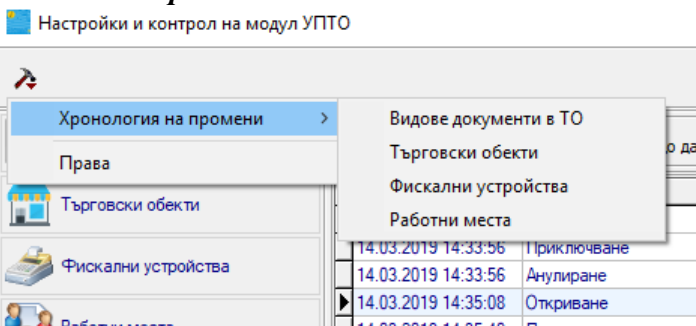 Настройки и контрол на модул УПТО
Хронология на промени
Права
Видове документи в ТО
Търговски обекти
Фискални устройства
Работни места
о да
Търговски обекти
Фискални устройства
14.03.2019 14:33:56 Приключване
14.03.2019 14:33:56 Анулиране
14.03.2019 14:35:08 Откриване